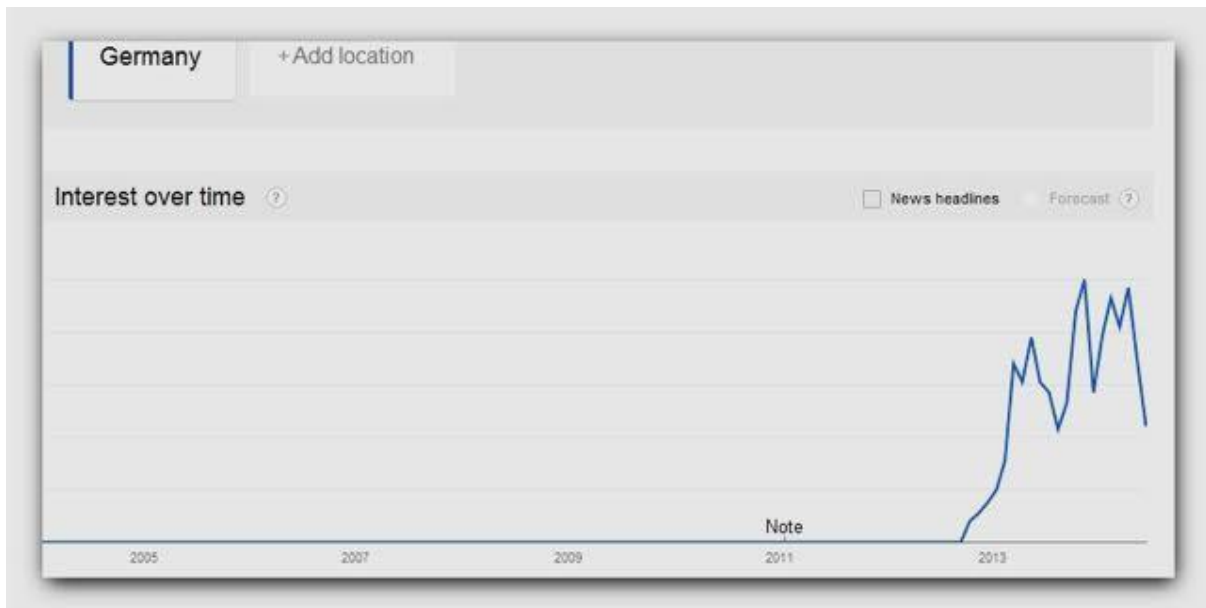 Germany +Add location
Interest over time ? News headlines Forecast ?
Note
2005 2007 2009 2011 2013